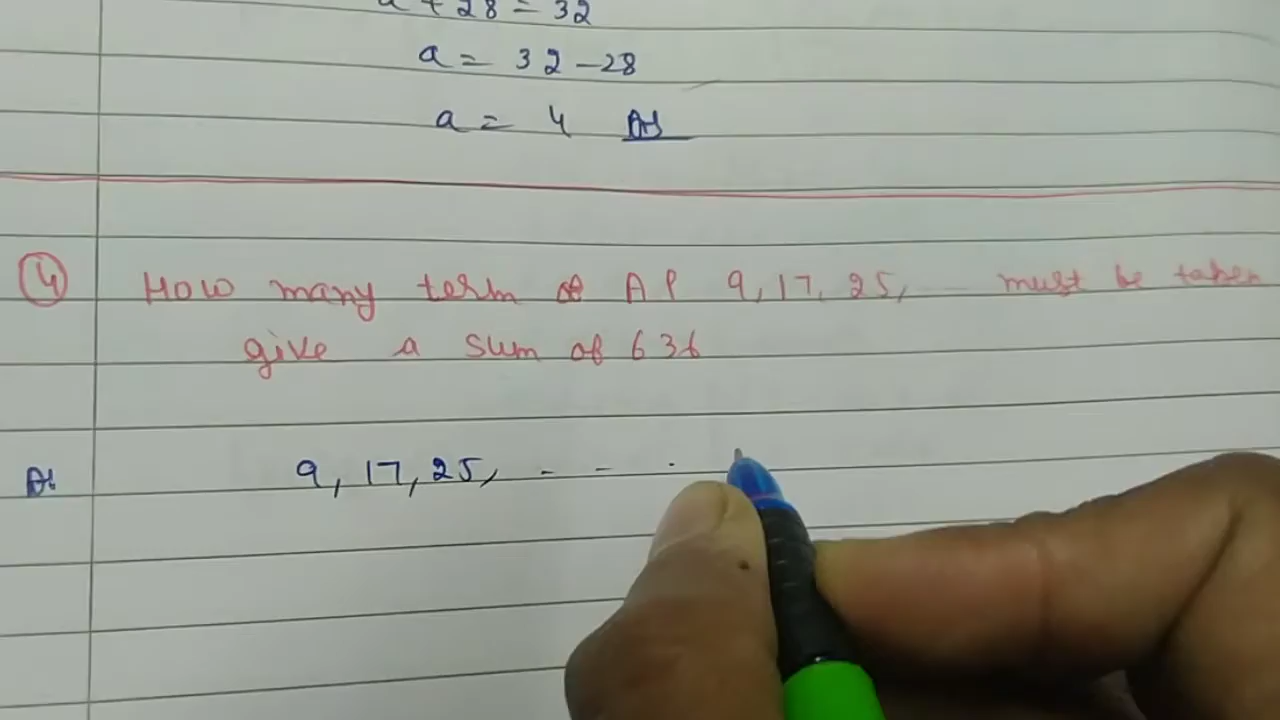 a + 28 = 32
a = 32 - 28
a = 4 Ans
4 How many term of AP 9, 17, 25, ... must be taken
give a sum of 636
Ans 9, 17, 25, - - .